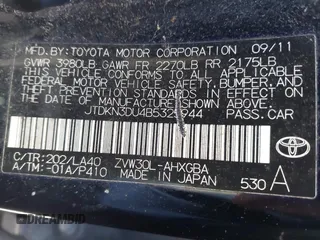 MFD.BY:TOYOTA MOTOR CORPORATION 09/11
GVWR 3980LB GAWR FR 2270LB RR 2175LB
THIS VEHICLE CONFORMS TO ALL APPLICABLE
FEDERAL MOTOR VEHICLE SAFETY, BUMPER, AND
THEFT PREVENTION STANDARDS IN EFFECT ON
THE DATE OF MANUFACTURE SHOWN ABOVE.
PASS.CAR
TOYOTA
C/TR:202/LA40 ZVW30L-AHXGBA
A/TM:-01A/P410 MADE IN JAPAN 530 A